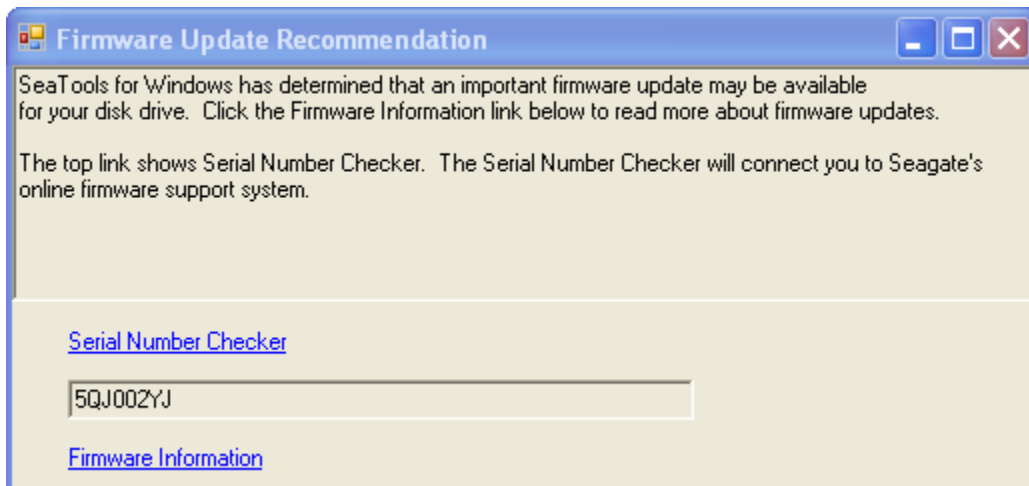 Firmware Update Recommendation
SeaTools for Windows has determined that an important firmware update may be available
for your disk drive.  Click the Firmware Information link below to read more about firmware updates.
The top link shows Serial Number Checker.  The Serial Number Checker will connect you to Seagate's
online firmware support system.
Serial Number Checker
5QJ002YJ
Firmware Information